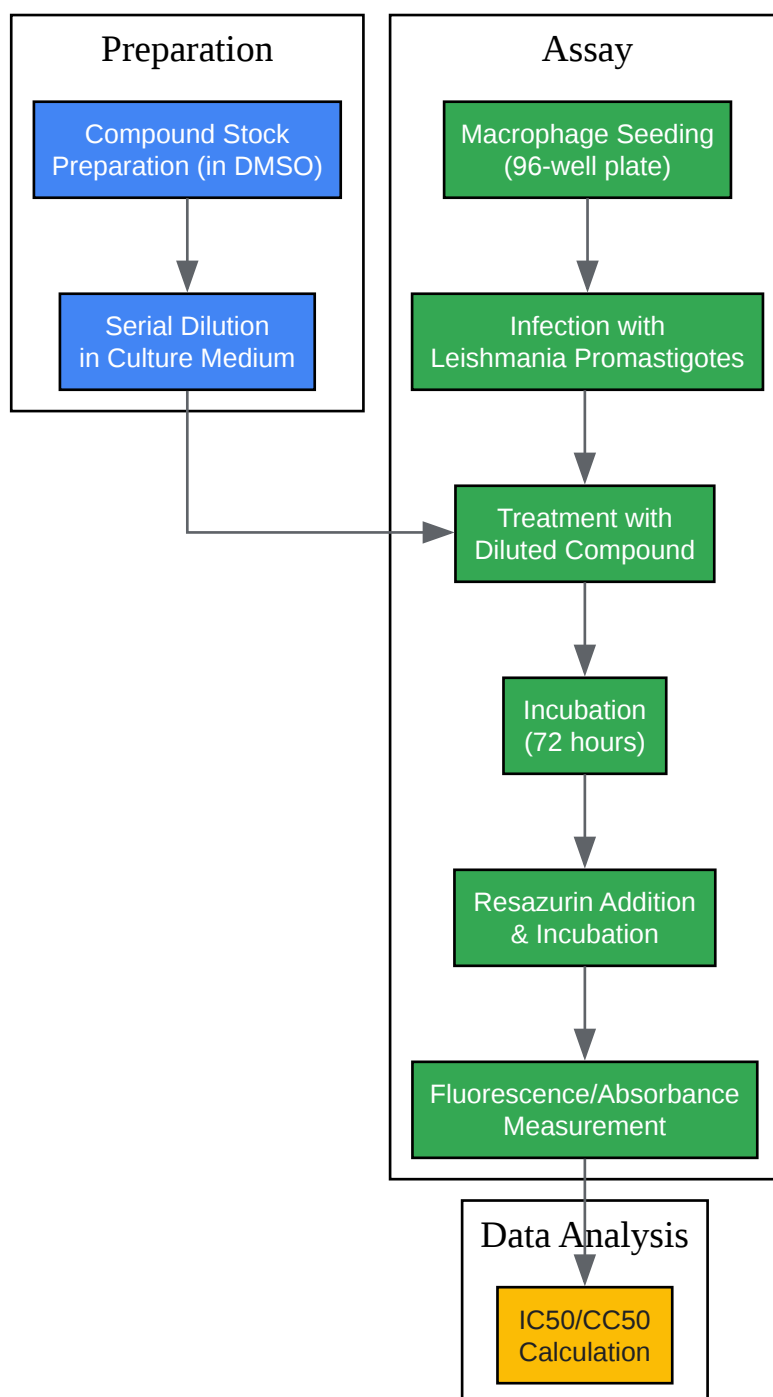 Preparation
Compound Stock
Preparation (in DMSO)
Serial Dilution
in Culture Medium
Assay
Macrophage Seeding
(96-well plate)
Infection with
Leishmania Promastigotes
Treatment with
Diluted Compound
Incubation
(72 hours)
Resazurin Addition
& Incubation
Fluorescence/Absorbance
Measurement
Data Analysis
IC50/CC50
Calculation